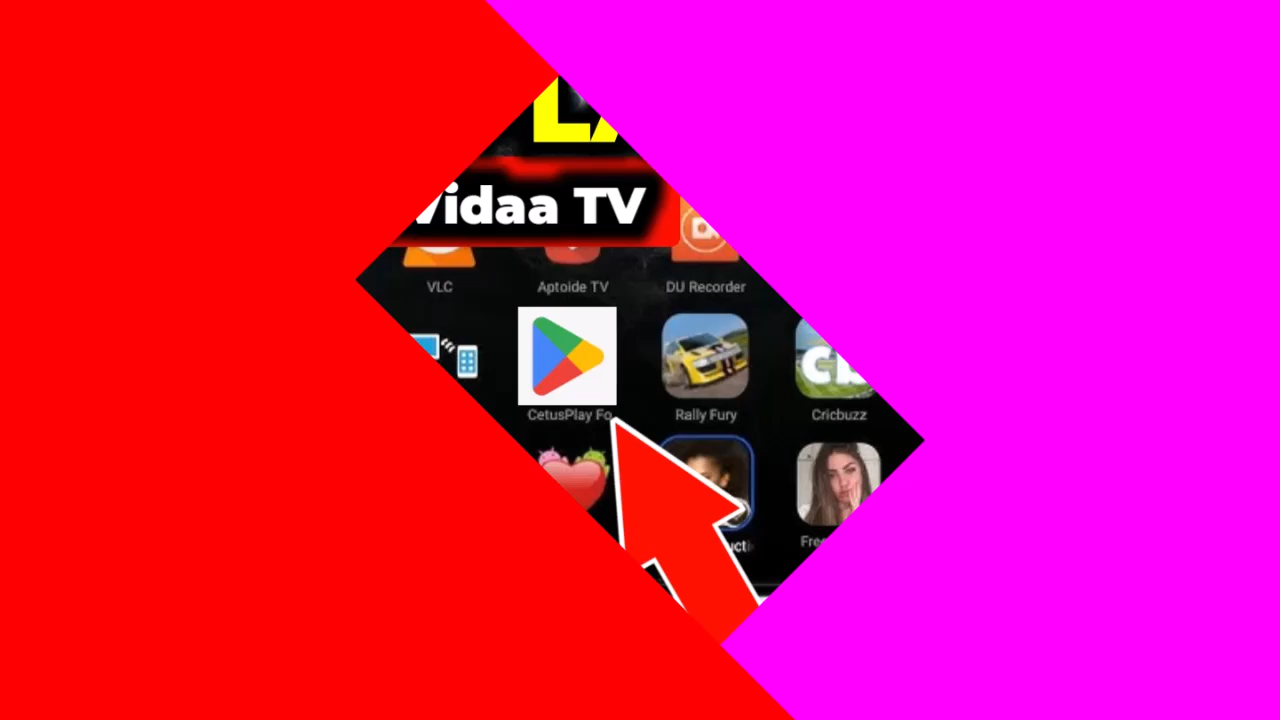 Vidaa TV
VLC
Aptoide TV
DU Recorder
CetusPlay Fo
Rally Fury
Cricbuzz